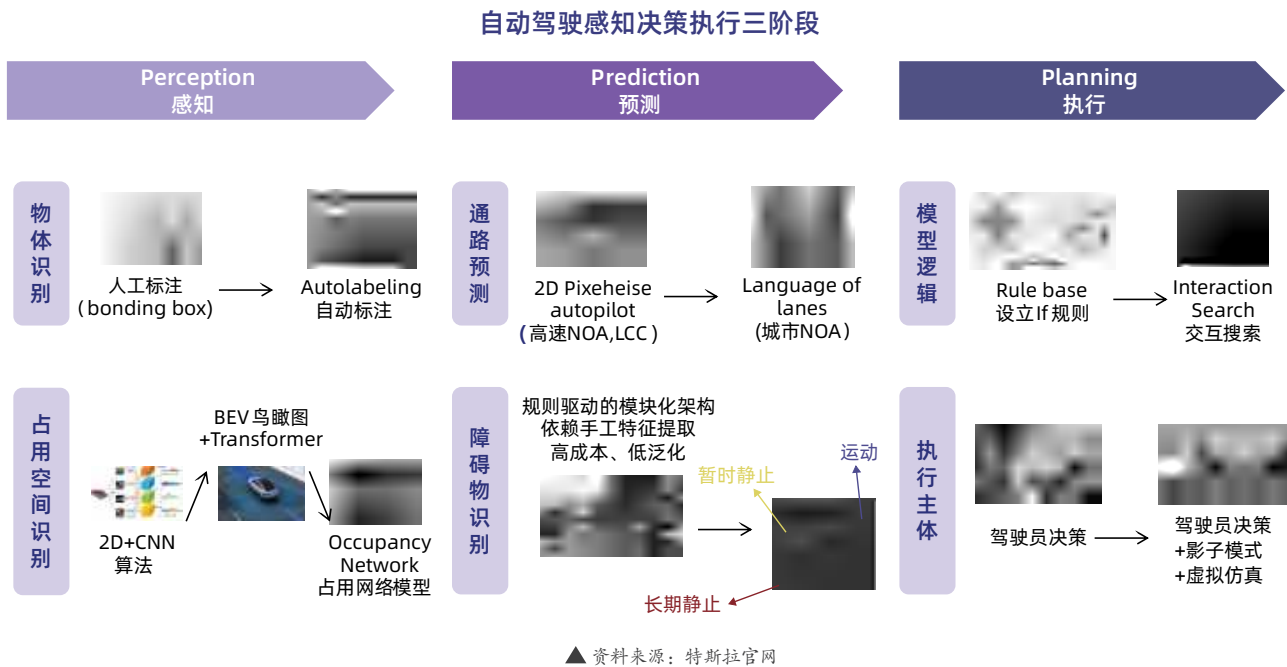 自动驾驶感知决策执行三阶段
Perception
感知
Prediction
预测
Planning
执行
物体识别
人工标注
(bonding box)
Autolabeling
自动标注
通路预测
2D Pixeheise
autopilot
(高速NOA,LCC)
Language of
lanes
(城市NOA)
模型逻辑
Rule base
设立If规则
Interaction
Search
交互搜索
占用空间识别
2D+CNN
算法
BEV鸟瞰图
+Transformer
Occupancy
Network
占用网络模型
障碍物识别
规则驱动的模块化架构
依赖手工特征提取
高成本、低泛化
暂时静止
运动
长期静止
执行主体
驾驶员决策
驾驶员决策
+影子模式
+虚拟仿真
▲ 资料来源：特斯拉官网